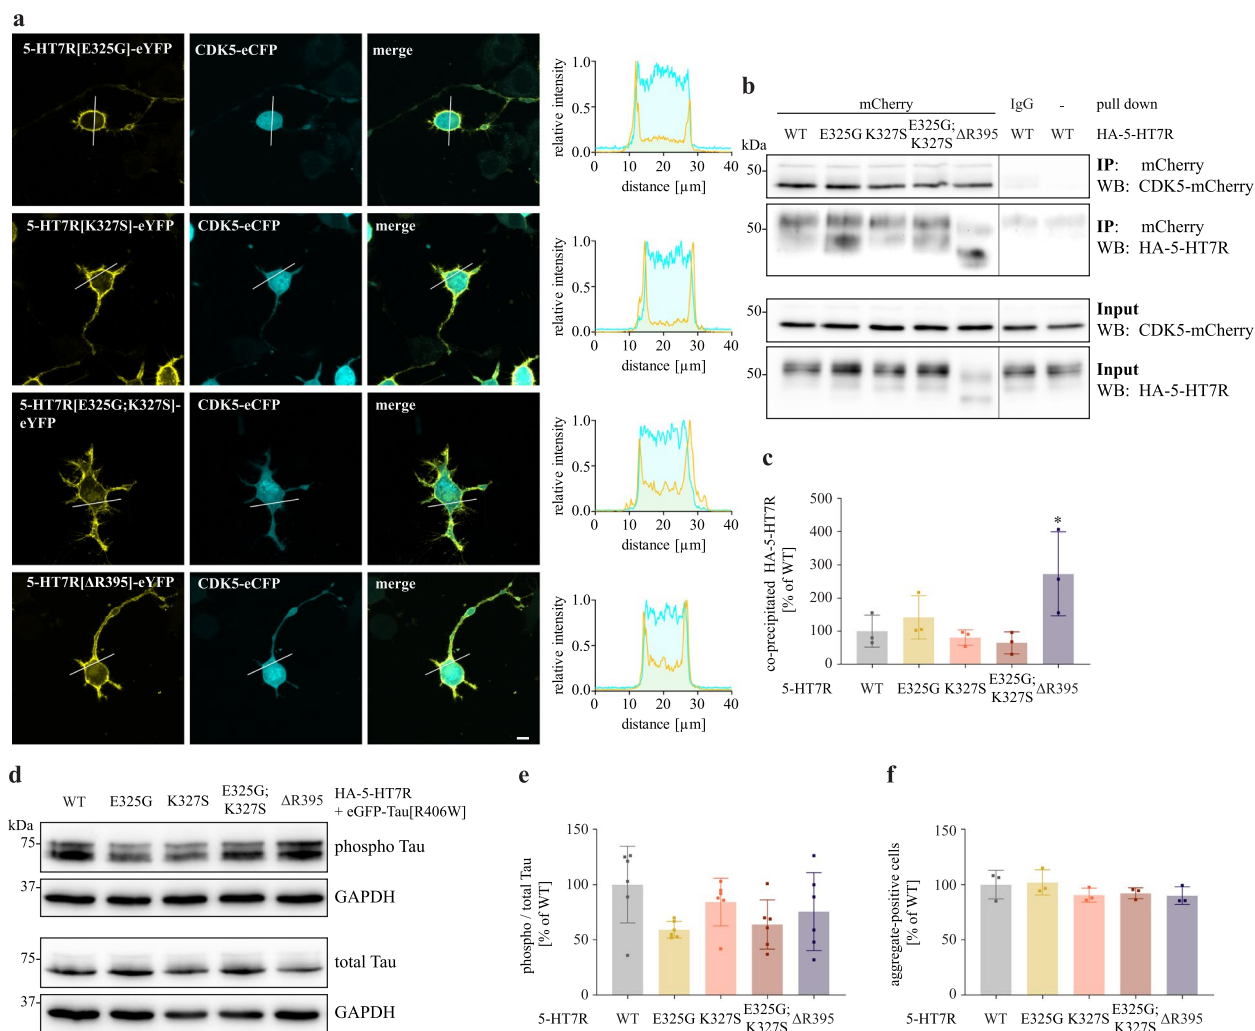 a
5-HT7R[E325G]-eYFP
CDK5-eCFP
merge
relative intensity
1.0
0.5
0.0
0 10 20 30 40
distance [µm]
5-HT7R[K327S]-eYFP
CDK5-eCFP
merge
relative intensity
1.0
0.5
0.0
0 10 20 30 40
distance [µm]
5-HT7R[E325G;K327S]-
eYFP
CDK5-eCFP
merge
relative intensity
1.0
0.5
0.0
0 10 20 30 40
distance [µm]
5-HT7R[ΔR395]-eYFP
CDK5-eCFP
merge
relative intensity
1.0
0.5
0.0
0 10 20 30 40
distance [µm]
b
mCherry IgG - pull down
WT E325G K327S E325G; K327S ΔR395 WT WT HA-5-HT7R
kDa
50
IP: mCherry
WB: CDK5-mCherry
50
IP: mCherry
WB: HA-5-HT7R
50
Input
WB: CDK5-mCherry
50
Input
WB: HA-5-HT7R
c
co-precipitated HA-5-HT7R
[% of WT]
500
400
300
200
100
0
*
5-HT7R WT E325G K327S E325G; K327S ΔR395
d
WT E325G K327S E325G; K327S ΔR395
HA-5-HT7R
+ eGFP-Tau[R406W]
kDa
75
phospho Tau
37
GAPDH
75
total Tau
37
GAPDH
e
phospho / total Tau
[% of WT]
150
100
50
0
5-HT7R WT E325G K327S E325G; K327S ΔR395
f
aggregate-positive cells
[% of WT]
150
100
50
0
5-HT7R WT E325G K327S E325G; K327S ΔR395